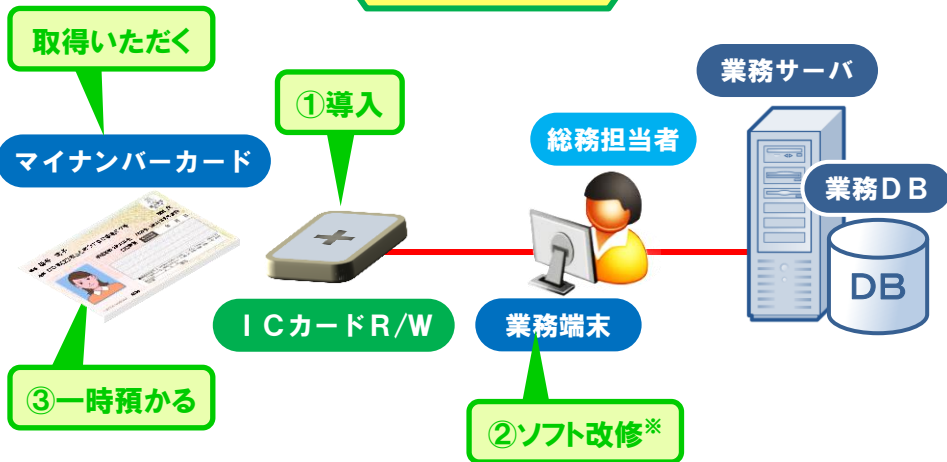 取得いただく
業務サーバ
①導入
総務担当者
マイナンバーカード
業務DB
DB
ICカードR/W
業務端末
③一時預かる
②ソフト改修※